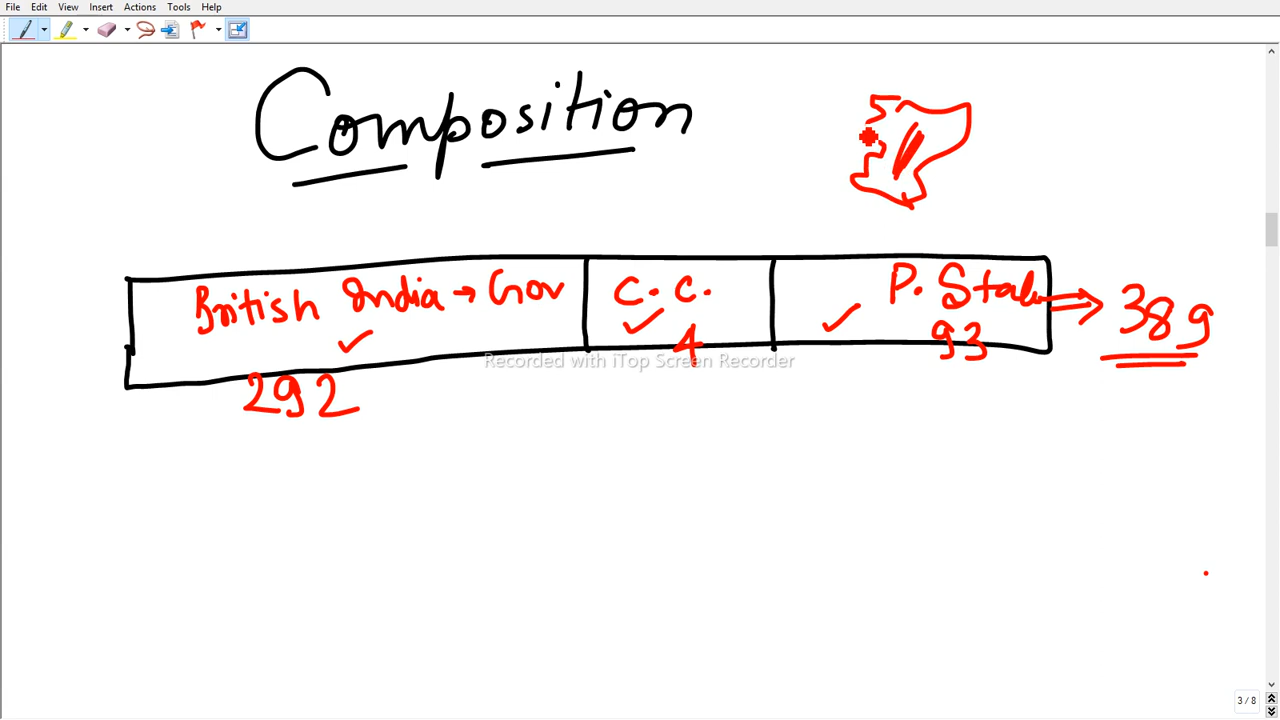 File Edit View Insert Actions Tools Help
Composition
British India → Gov C. C. P. State ⇒ 389
4 93
Recorded with iTop Screen Recorder
292
3 / 8